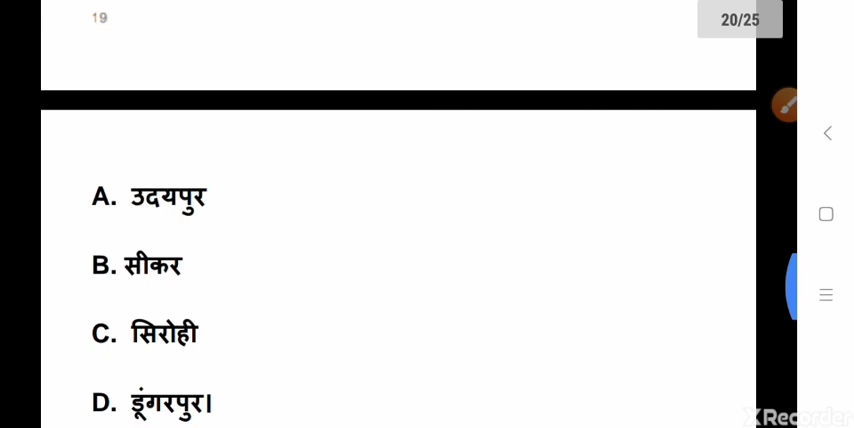 19
20/25
A. उदयपुर
B. सीकर
C. सिरोही
D. डूंगरपुर।
XRecorder